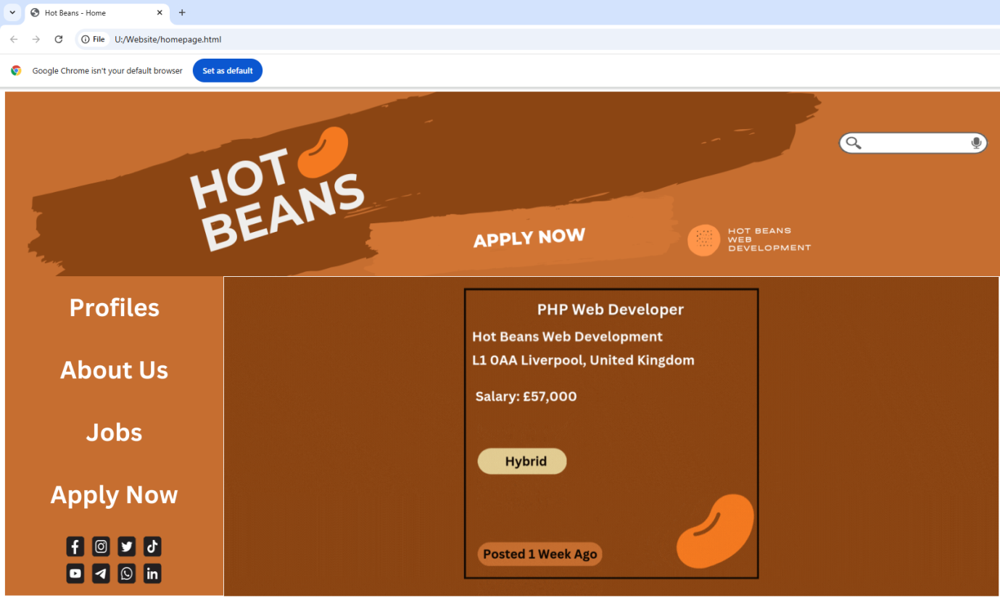 Hot Beans - Home
File
U:/Website/homepage.html
Google Chrome isn't your default browser
Set as default
HOT
BEANS
APPLY NOW
HOT BEANS
WEB
DEVELOPMENT
Profiles
About Us
Jobs
Apply Now
PHP Web Developer
Hot Beans Web Development
L1 0AA Liverpool, United Kingdom
Salary: £57,000
Hybrid
Posted 1 Week Ago